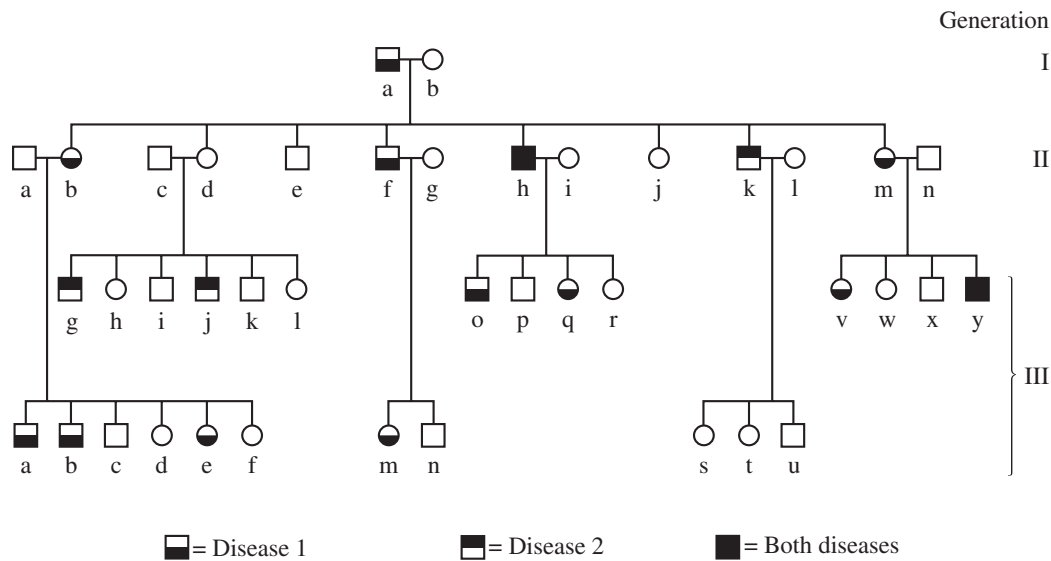 Generation
I
a b
a b c d e f g h i j k l m n
II
g h i j k l o p q r v w x y
III
a b c d e f m n s t u
= Disease 1 = Disease 2 = Both diseases